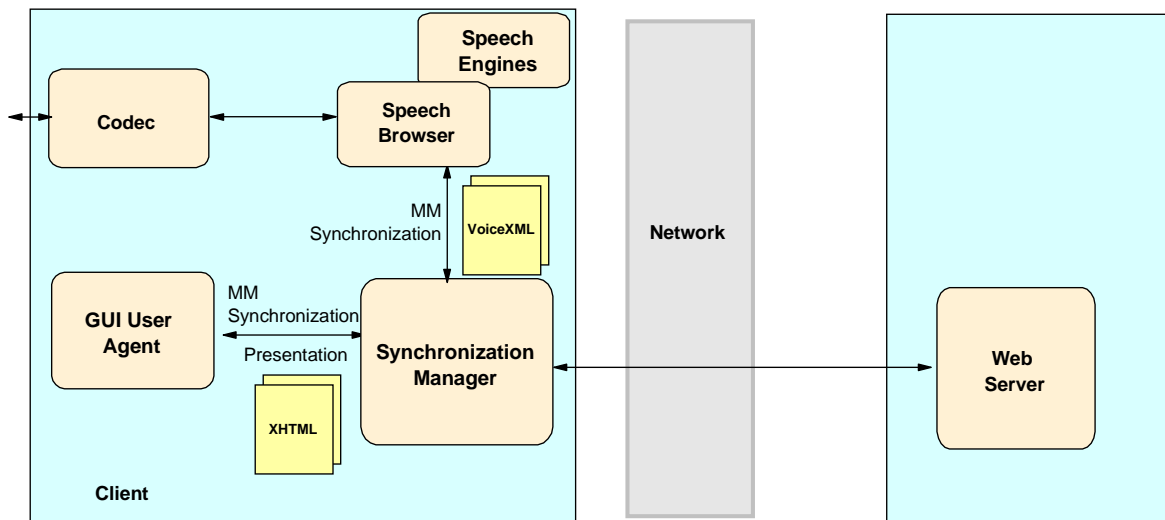 Speech
Engines
Codec
Speech
Browser
MM
Synchronization
VoiceXML
Network
GUI User
Agent
MM
Synchronization
Presentation
XHTML
Synchronization
Manager
Web
Server
Client